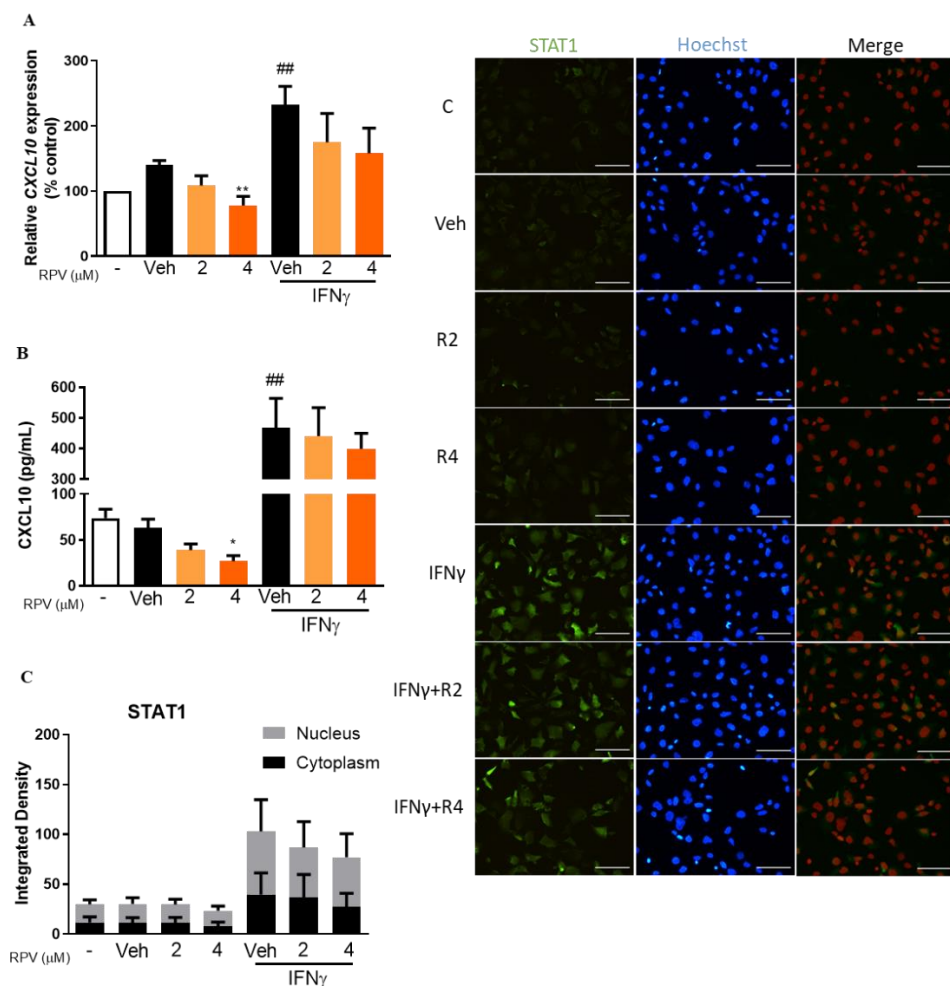 A
Relative CXCL10 expression
(% control)
300
200
100
0
##
**
RPV (μM)
- Veh 2 4 Veh 2 4
IFNγ
B
CXCL10 (pg/mL)
600
500
400
300
100
50
0
##
*
RPV (μM)
- Veh 2 4 Veh 2 4
IFNγ
C
STAT1
Integrated Density
200
150
100
50
0
Nucleus
Cytoplasm
RPV (μM)
- Veh 2 4 Veh 2 4
IFNγ
STAT1 Hoechst Merge
C
Veh
R2
R4
IFNγ
IFNγ+R2
IFNγ+R4